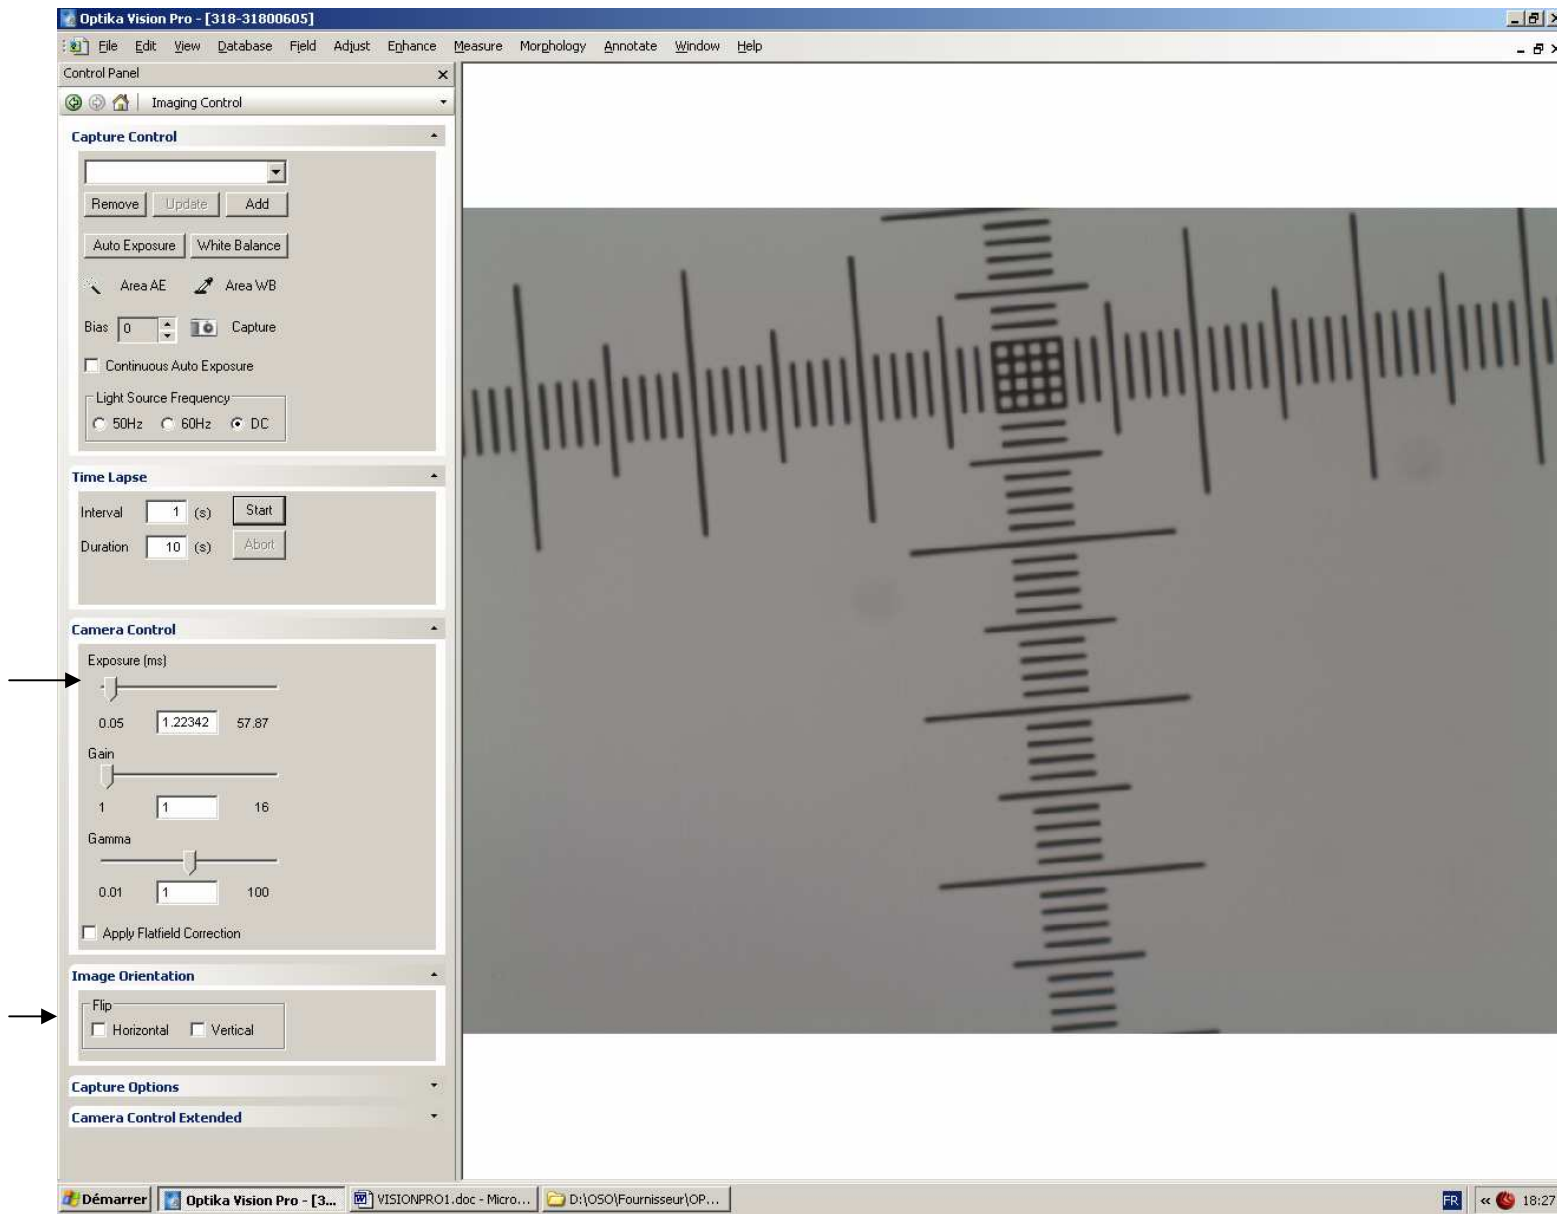 Optika Vision Pro - [318-31800605]
File Edit View Database Field Adjust Enhance Measure Morphology Annotate Window Help
Control Panel
Imaging Control
Capture Control
Remove Update Add
Auto Exposure White Balance
Area AE Area WB
Bias 0 Capture
Continuous Auto Exposure
Light Source Frequency
50Hz 60Hz DC
Time Lapse
Interval 1 (s) Start
Duration 10 (s) Abort
Camera Control
Exposure (ms)
0.05 1.22342 57.87
Gain
1 1 16
Gamma
0.01 1 100
Apply Flatfield Correction
Image Orientation
Flip
Horizontal Vertical
Capture Options
Camera Control Extended
Démarrer Optika Vision Pro - [3... VISIONPRO1.doc - Micro... D:\OSO\Fournisseur\OP... FR « 18:27